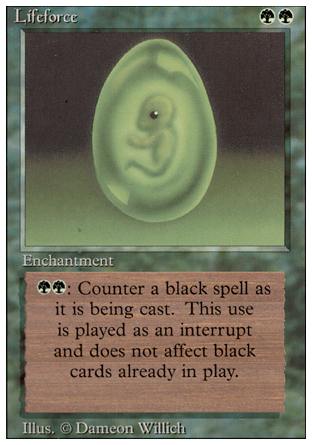 Lifeforce
Enchantment
: Counter a black spell as
it is being cast. This use
is played as an interrupt
and does not affect black
cards already in play.
Illus. © Dameon Willich